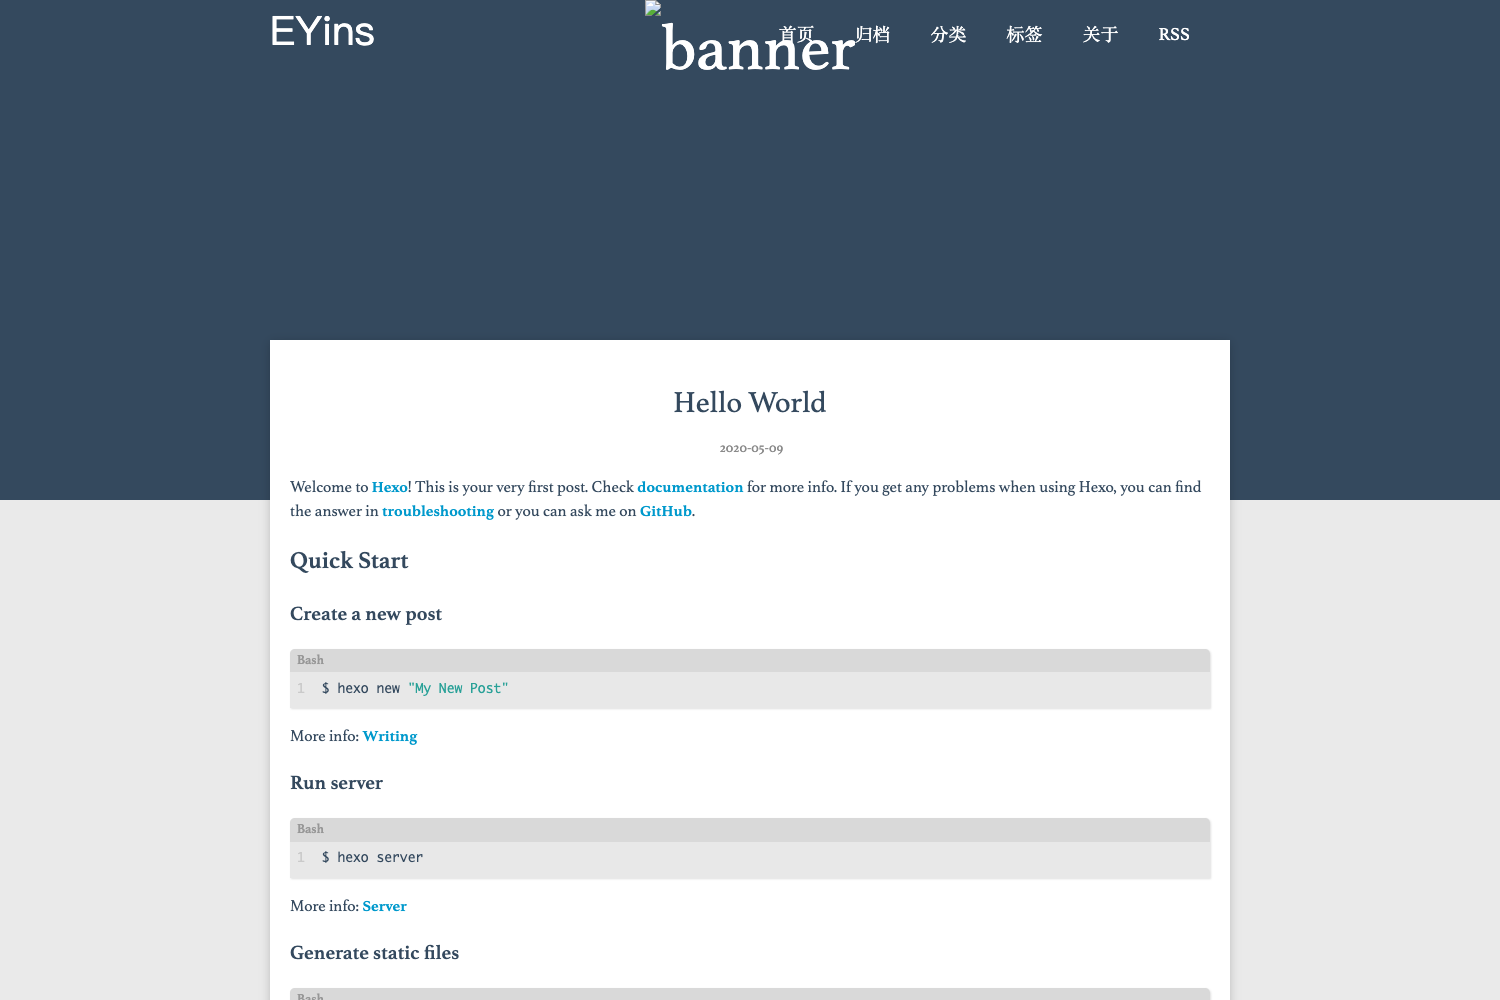 EYins
banner
首页 归档 分类 标签 关于 RSS
Hello World
2020-05-09
Welcome to Hexo! This is your very first post. Check documentation for more info. If you get any problems when using Hexo, you can find
the answer in troubleshooting or you can ask me on GitHub.
Quick Start
Create a new post
Bash
1 $ hexo new "My New Post"
More info: Writing
Run server
Bash
1 $ hexo server
More info: Server
Generate static files
Bash